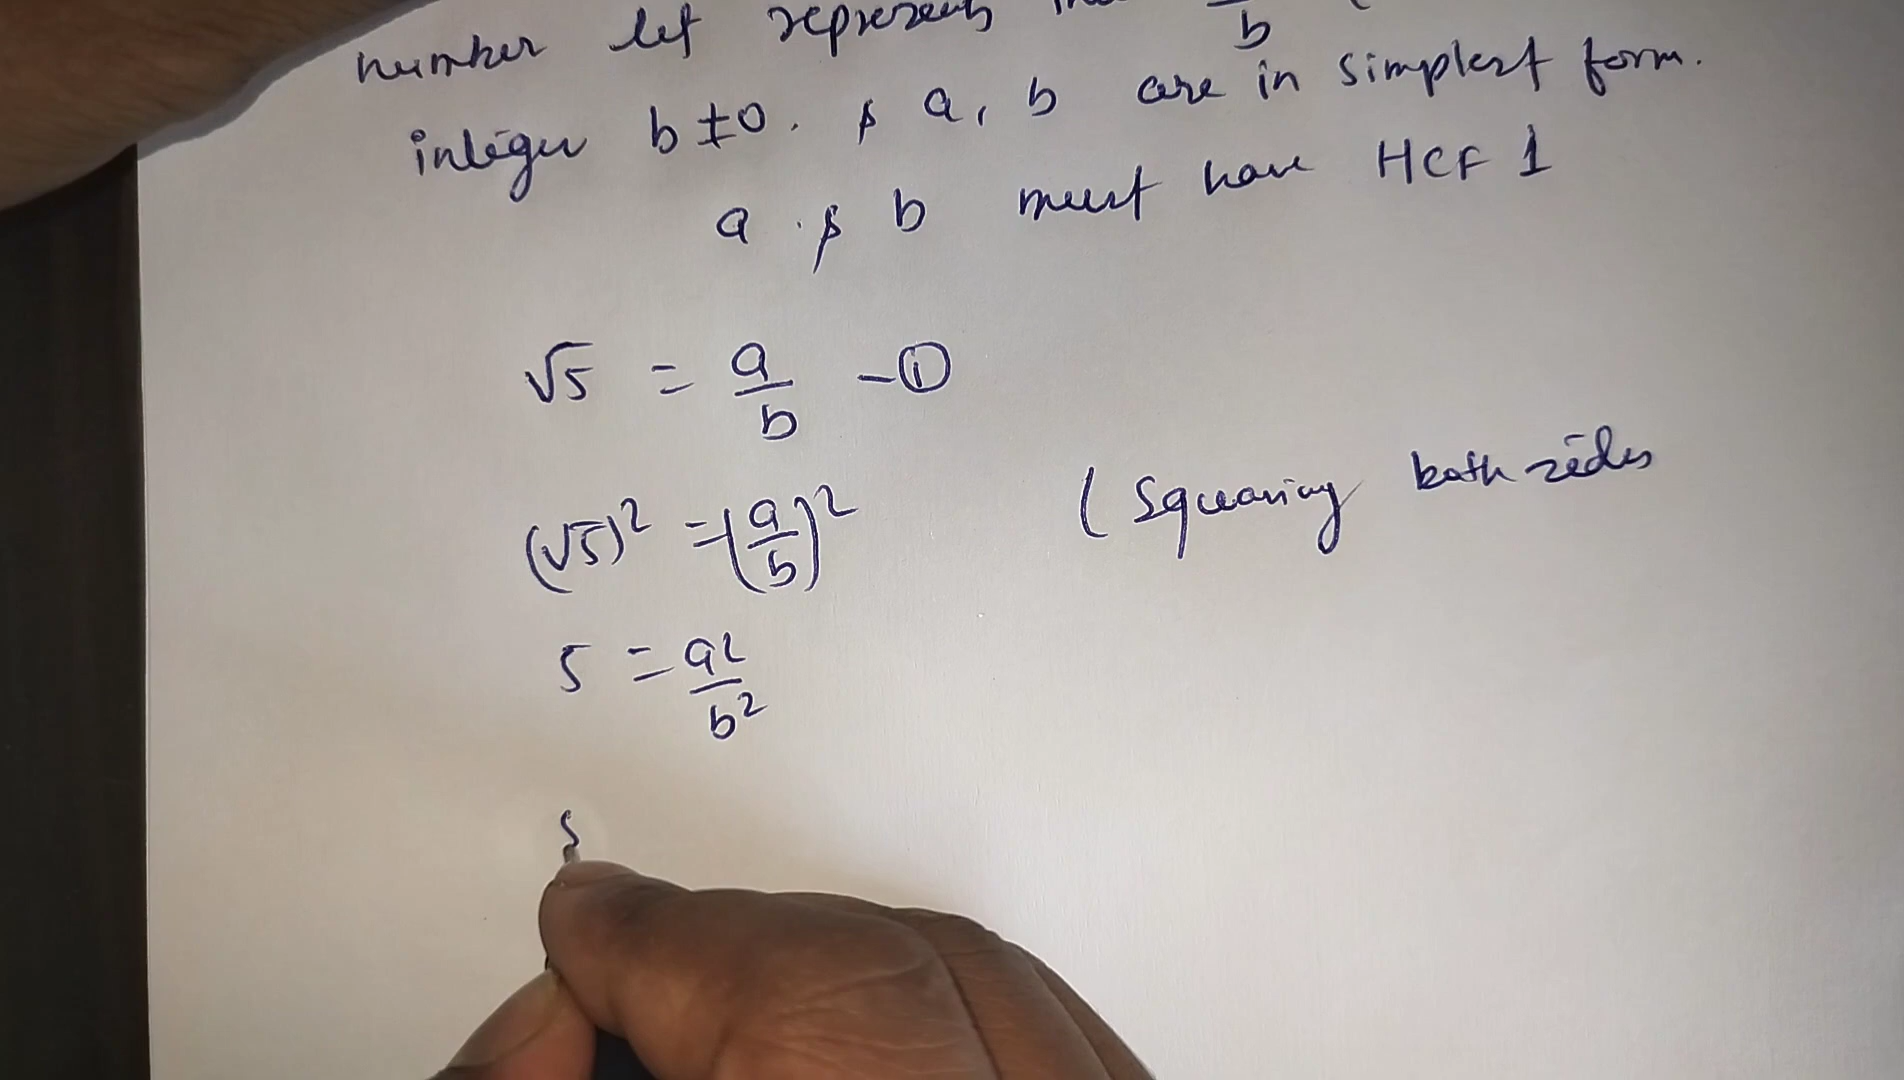 number let represents b
integer b ≠ 0. & a, b are in simplest form.
a & b must have HCF 1
√5 = a/b - ①
(√5)² = (a/b)² (Squaring both sides
5 = a²/b²
5